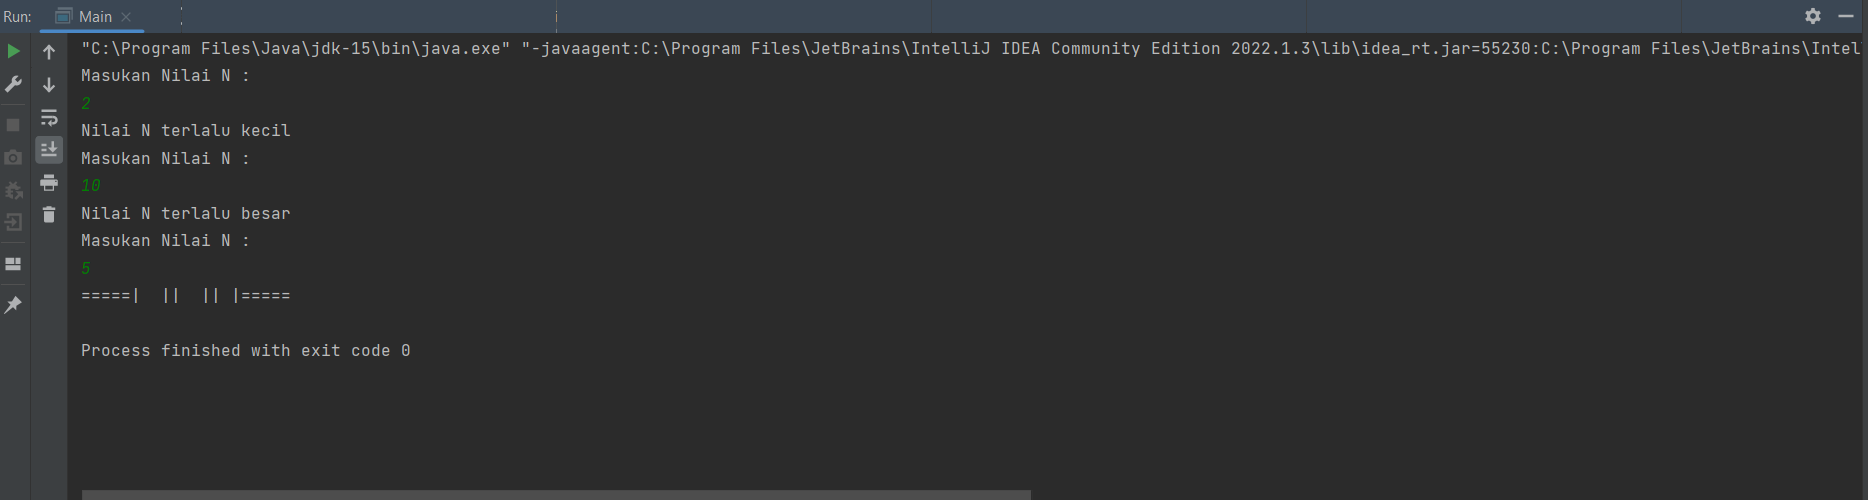 Run: Main
"C:\Program Files\Java\jdk-15\bin\java.exe" "-javaagent:C:\Program Files\JetBrains\IntelliJ IDEA Community Edition 2022.1.3\lib\idea_rt.jar=55230:C:\Program Files\JetBrains\Intel
Masukan Nilai N :
2
Nilai N terlalu kecil
Masukan Nilai N :
10
Nilai N terlalu besar
Masukan Nilai N :
5
=====|  ||  || |=====
Process finished with exit code 0